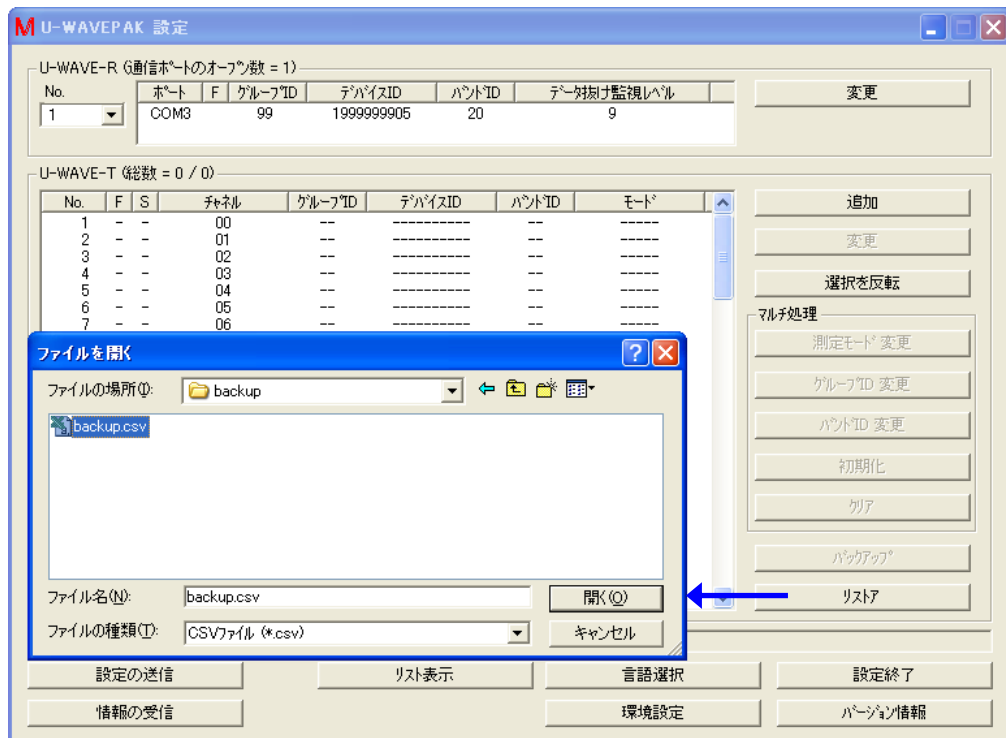 M U-WAVEPAK 設定
U-WAVE-R (通信ポートのオープン数 = 1)
No. ポート F グループID デバイスID バンドID データ抜け監視レベル 変更
1 COM3 99 1999999905 20 9
U-WAVE-T (総数 = 0 / 0)
No. F S チャネル グループID デバイスID バンドID モード 追加
1 - - 00 -- ---------- -- -----
2 - - 01 -- ---------- -- ----- 変更
3 - - 02 -- ---------- -- -----
4 - - 03 -- ---------- -- -----
5 - - 04 -- ---------- -- ----- 選択を反転
6 - - 05 -- ---------- -- -----
7 - - 06 -- ---------- -- -----
マルチ処理
測定モード 変更
グループID 変更
バンドID 変更
初期化
クリア
バックアップ
リストア
ファイルを開く
ファイルの場所(I): backup
backup.csv
ファイル名(N): backup.csv 開く(O)
ファイルの種類(T): CSVファイル (*.csv) キャンセル
設定の送信 リスト表示 言語選択 設定終了
情報の受信 環境設定 バージョン情報